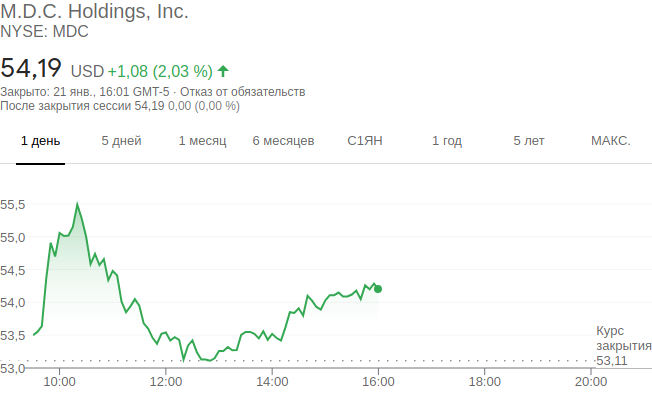 M.D.C. Holdings, Inc.
NYSE: MDC
54,19 USD +1,08 (2,03 %)
Закрыто: 21 янв., 16:01 GMT-5 · Отказ от обязательств
После закрытия сессии 54,19 0,00 (0,00 %)
1 день 5 дней 1 месяц 6 месяцев С1ЯН 1 год 5 лет МАКС.
55,5
55,0
54,5
54,0
53,5
Курс
закрытия
53,11
53,0
10:00 12:00 14:00 16:00 18:00 20:00